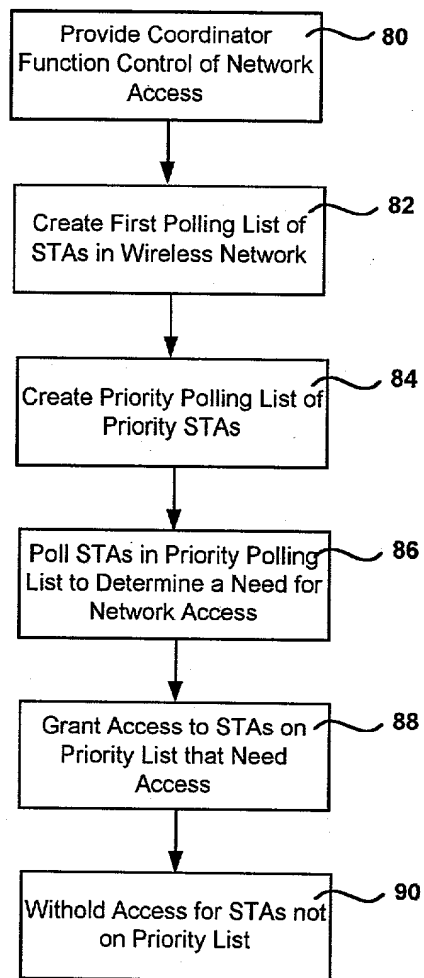 Provide Coordinator
Function Control of Network
Access
80
Create First Polling List of
STAs in Wireless Network
82
Create Priority Polling List of
Priority STAs
84
Poll STAs in Priority Polling
List to Determine a Need for
Network Access
86
Grant Access to STAs on
Priority List that Need
Access
88
Withold Access for STAs not
on Priority List
90